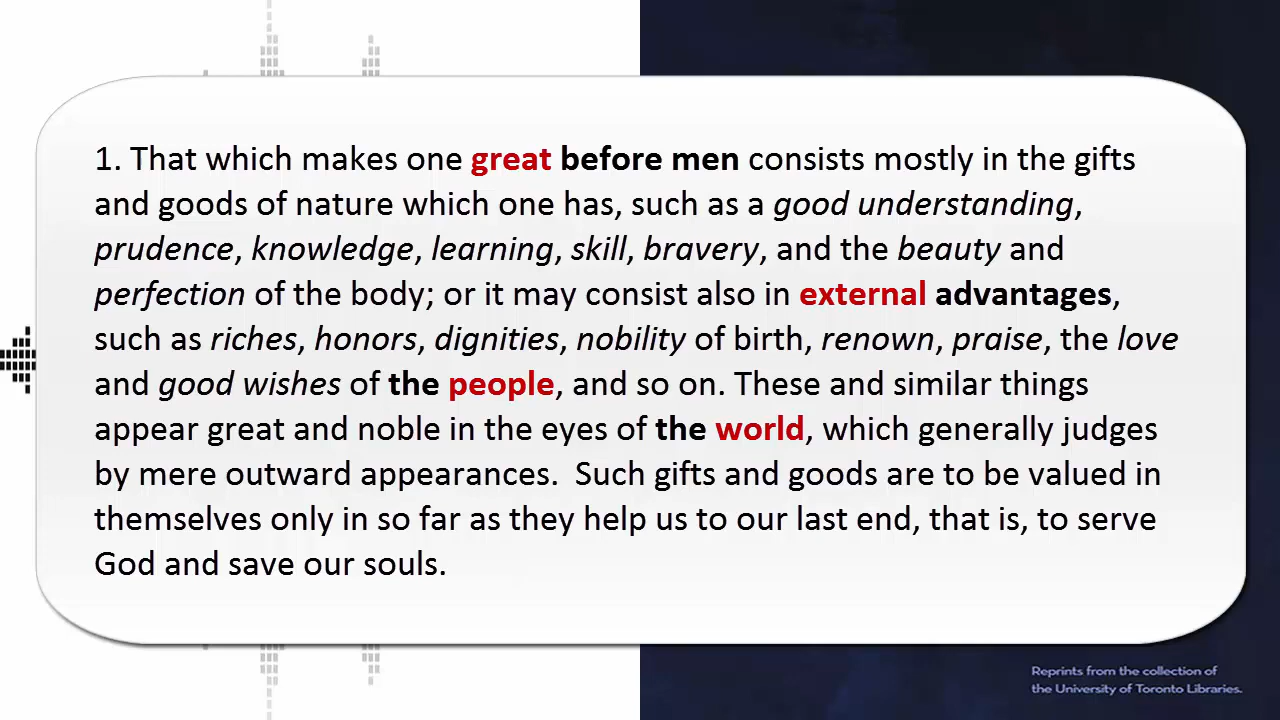 1. That which makes one great before men consists mostly in the gifts
and goods of nature which one has, such as a good understanding,
prudence, knowledge, learning, skill, bravery, and the beauty and
perfection of the body; or it may consist also in external advantages,
such as riches, honors, dignities, nobility of birth, renown, praise, the love
and good wishes of the people, and so on. These and similar things
appear great and noble in the eyes of the world, which generally judges
by mere outward appearances.  Such gifts and goods are to be valued in
themselves only in so far as they help us to our last end, that is, to serve
God and save our souls.
Reprints from the collection of
the University of Toronto Libraries.